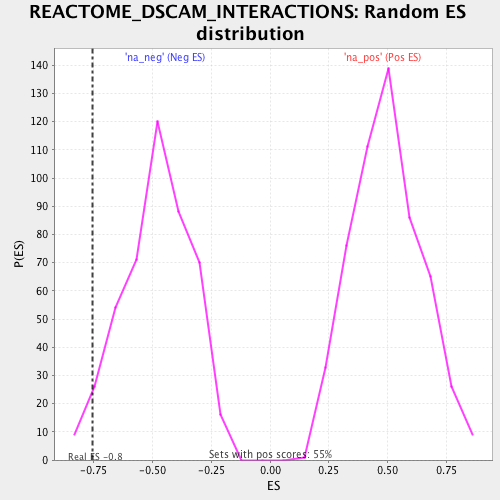 REACTOME_DSCAM_INTERACTIONS: Random ES
distribution
'na_neg' (Neg ES)
'na_pos' (Pos ES)
140
130
120
110
100
90
80
70
60
50
40
30
20
10
0
P(ES)
Real ES -0.8
Sets with pos scores: 55%
-0.75
-0.50
-0.25
0.00
0.25
0.50
0.75
ES